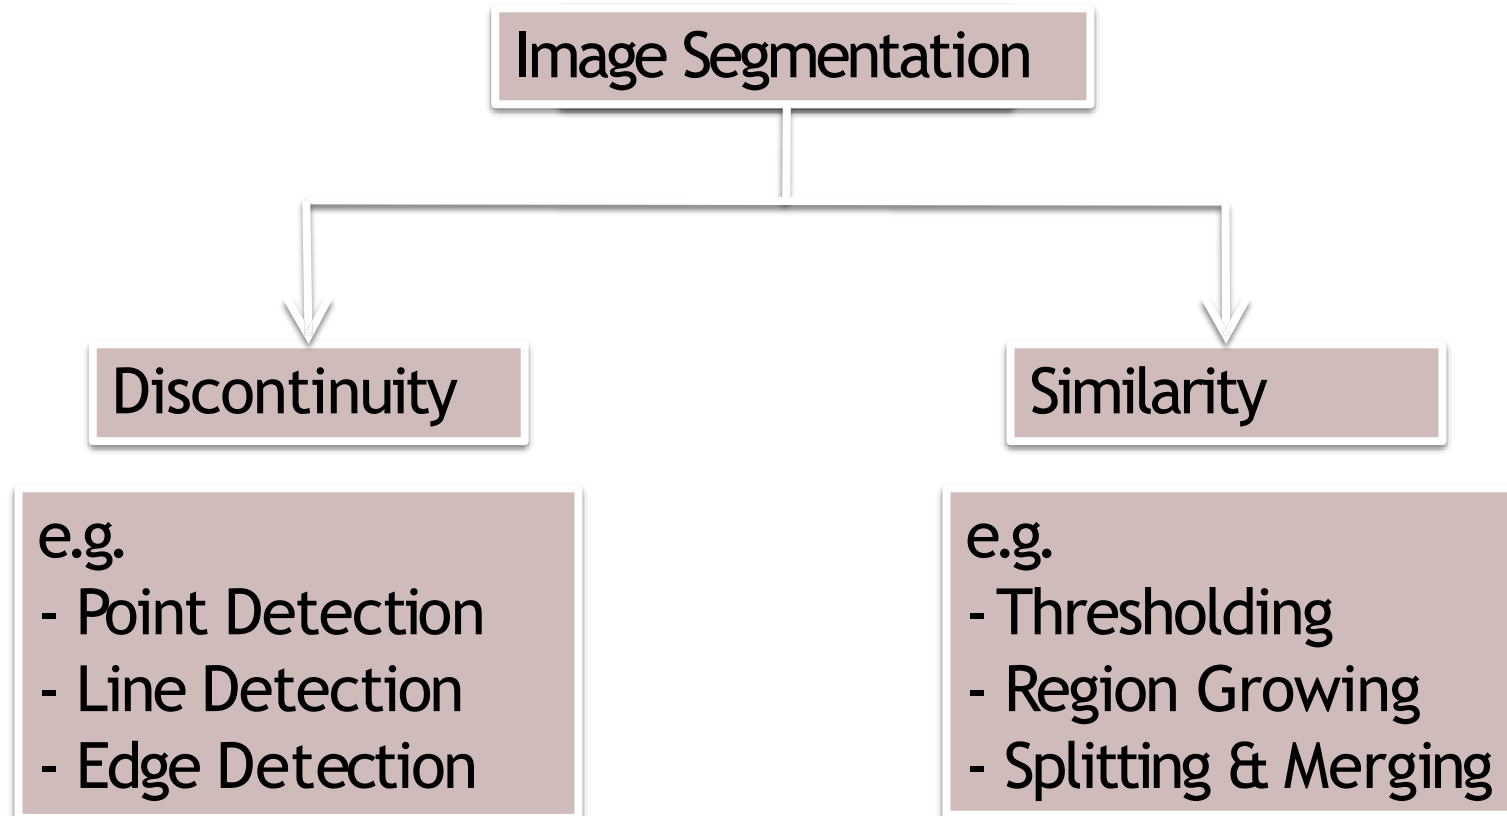 Image Segmentation
Discontinuity
Similarity
e.g.
- Point Detection
- Line Detection
- Edge Detection
e.g.
- Thresholding
- Region Growing
- Splitting & Merging